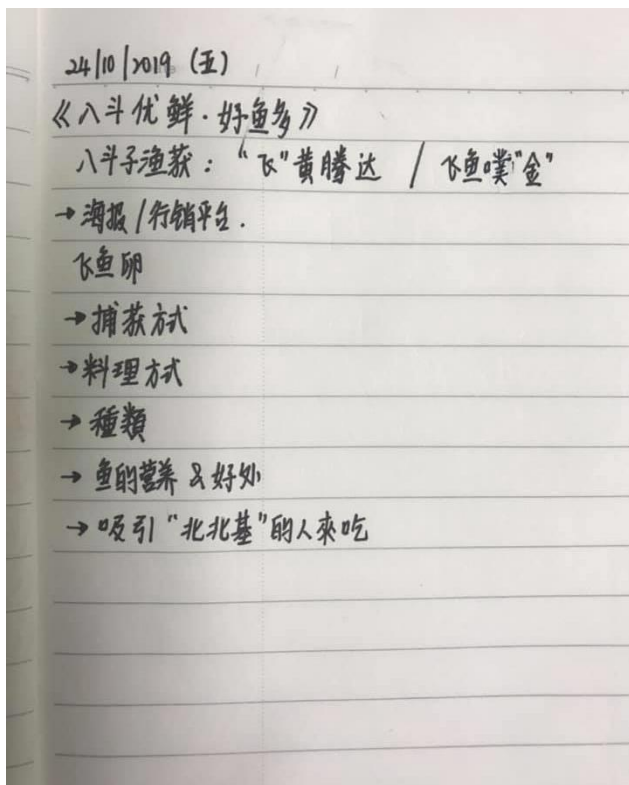 24/10/2019 (五)
《八斗优鲜·好鱼多》
八斗子渔获："飞"黄腾达 / 飞鱼噗"金"
→海报/行销平台.
飞鱼卵
→捕获方式
→料理方式
→種類
→鱼的营养&好处
→吸引"北北基"的人來吃